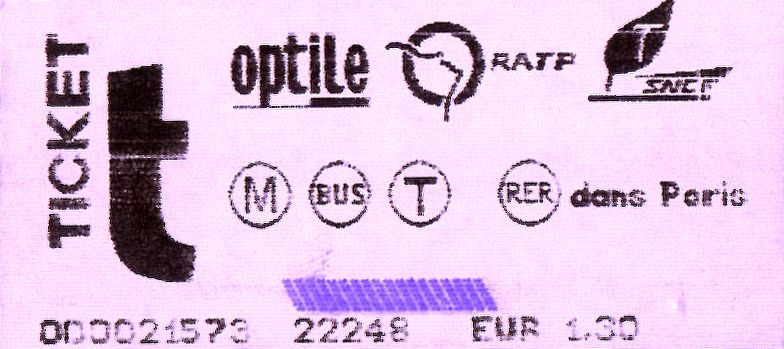 TICKET
t
optile RATP T SNCF
M BUS T RER dans Paris
000021573 22248 EUR 1.30